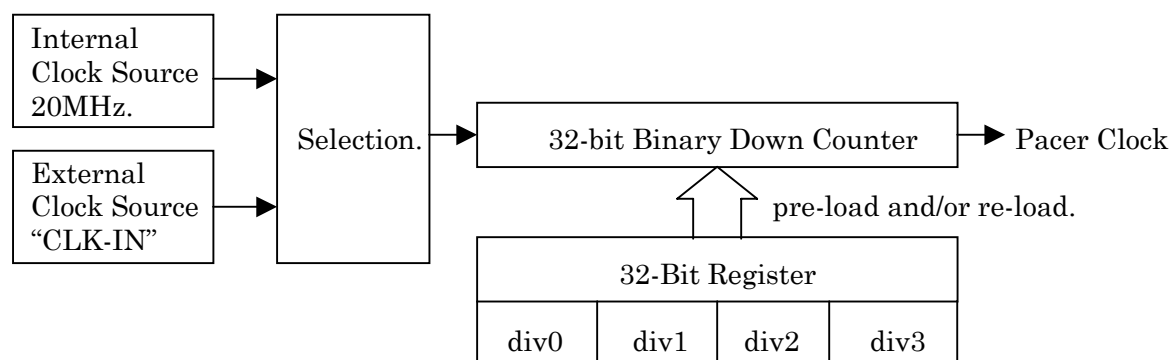 Internal
Clock Source
20MHz.
External
Clock Source
“CLK-IN”
Selection.
32-bit Binary Down Counter
Pacer Clock
pre-load and/or re-load.
32-Bit Register
div0 div1 div2 div3